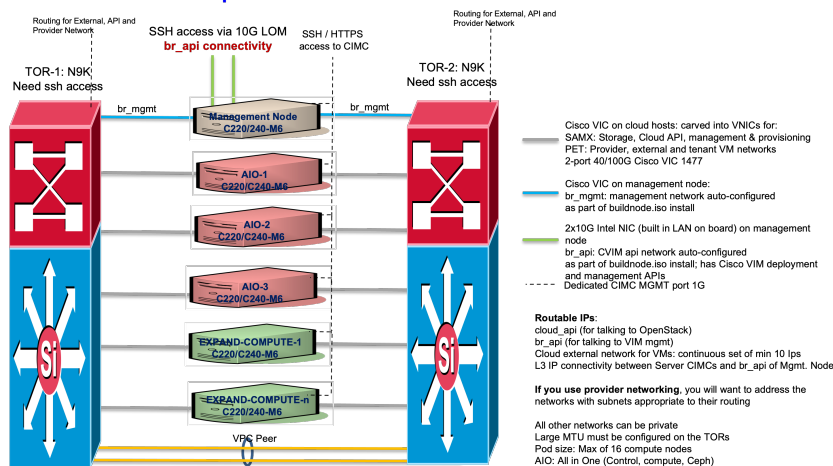 Routing for External, API and
Provider Network
SSH access via 10G LOM
br_api connectivity
SSH / HTTPS
access to CIMC
Routing for External, API and
Provider Network
TOR-1: N9K
Need ssh access
TOR-2: N9K
Need ssh access
br_mgmt
br_mgmt
Management Node
C220/240-M6
AIO-1
C220/C240-M6
AIO-2
C220/C240-M6
AIO-3
C220/C240-M6
EXPAND-COMPUTE-1
C220/C240-M6
EXPAND-COMPUTE-n
C220/240-M6
VPC Peer
Si
Si
Cisco VIC on cloud hosts: carved into VNICs for:
SAMX: Storage, Cloud API, management & provisioning
PET: Provider, external and tenant VM networks
2-port 40/100G Cisco VIC 1477
Cisco VIC on management node:
br_mgmt: management network auto-configured
as part of buildnode.iso install
2x10G Intel NIC (built in LAN on board) on management
node
br_api: CVIM api network auto-configured
as part of buildnode.iso install; has Cisco VIM deployment
and management APIs
Dedicated CIMC MGMT port 1G
Routable IPs:
cloud_api (for talking to OpenStack)
br_api (for talking to VIM mgmt)
Cloud external network for VMs: continuous set of min 10 Ips
L3 IP connectivity between Server CIMCs and br_api of Mgmt. Node
If you use provider networking, you will want to address the
networks with subnets appropriate to their routing
All other networks can be private
Large MTU must be configured on the TORs
Pod size: Max of 16 compute nodes
AIO: All in One (Control, compute, Ceph)